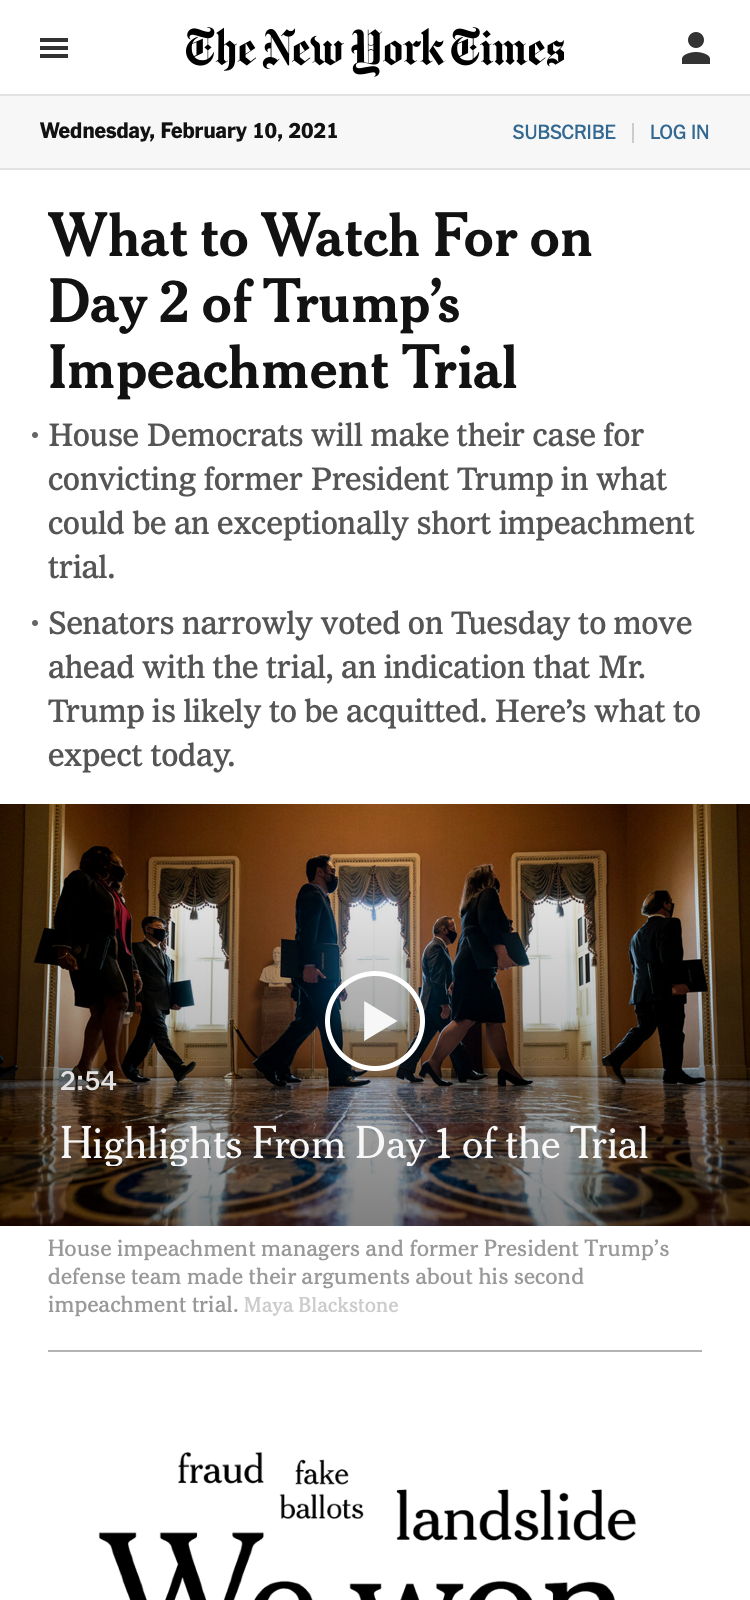 The New York Times
Wednesday, February 10, 2021
SUBSCRIBE | LOG IN
What to Watch For on
Day 2 of Trump’s
Impeachment Trial
• House Democrats will make their case for
convicting former President Trump in what
could be an exceptionally short impeachment
trial.
• Senators narrowly voted on Tuesday to move
ahead with the trial, an indication that Mr.
Trump is likely to be acquitted. Here’s what to
expect today.
2:54
Highlights From Day 1 of the Trial
House impeachment managers and former President Trump’s
defense team made their arguments about his second
impeachment trial. Maya Blackstone
fraud
fake
ballots
landslide
We won